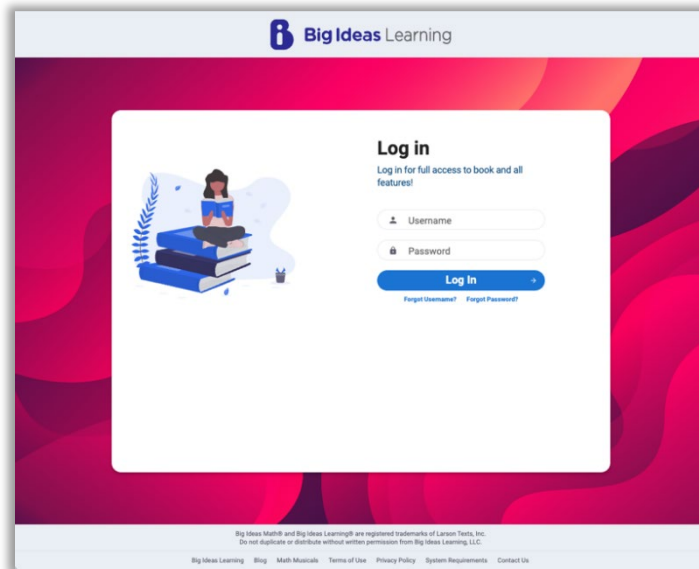 Big Ideas Learning
Log in
Log in for full access to book and all
features!
Username
Password
Log In
Forgot Username? Forgot Password?
Big Ideas Math® and Big Ideas Learning® are registered trademarks of Larson Texts, Inc.
Do not duplicate or distribute without written permission from Big Ideas Learning, LLC.
Big Ideas Learning Blog Math Musicals Terms of Use Privacy Policy System Requirements Contact Us